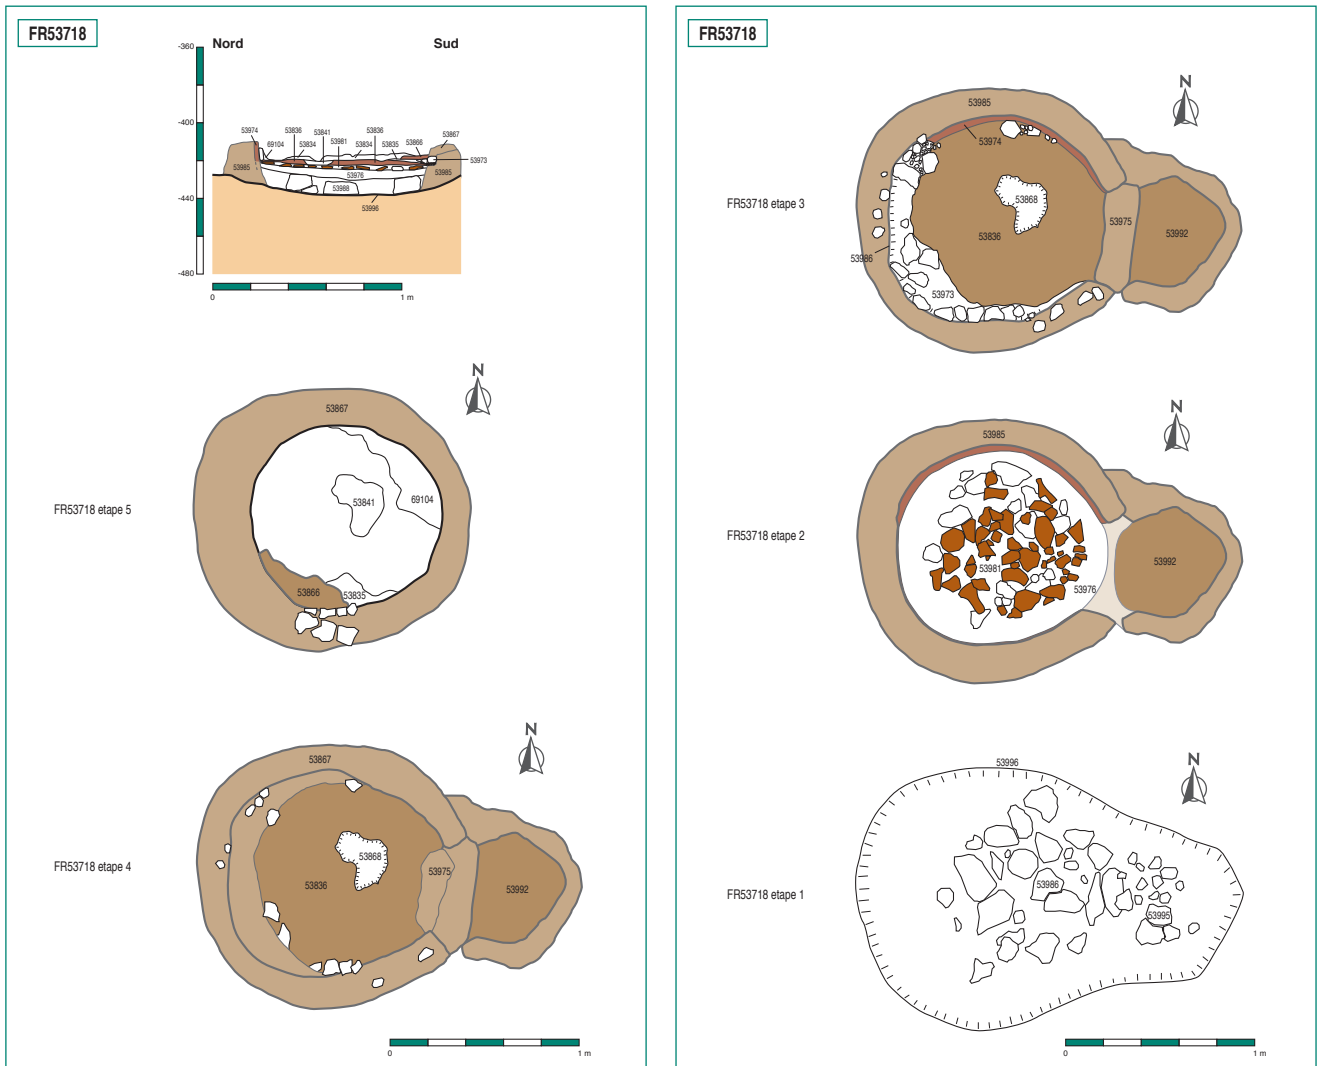 FR53718
Nord Sud
-360
-400
-440
-480
53974 53836 53841 53836 53867
69104 53834 53981 53834 53835 53866
53973
53985 53976 53985
53988
53996
0 1 m
N
53867
53841
69104
FR53718 etape 5
53866
53835
N
53867
53868
53836
53975
53992
FR53718 etape 4
0 1 m
FR53718
N
53985
53974
53868
FR53718 etape 3
53836
53975
53992
53986
53973
N
53985
FR53718 etape 2
53981
53992
53976
N
53996
53986
FR53718 etape 1
53995
0 1 m